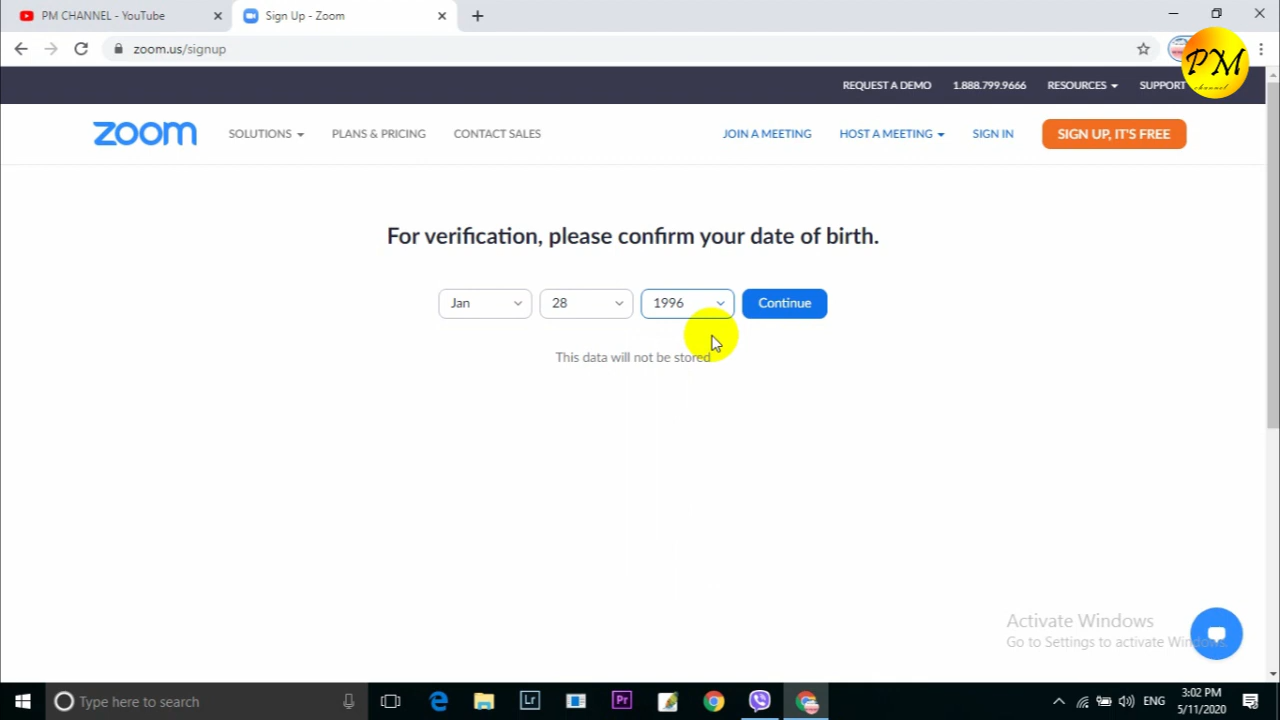 PM CHANNEL - YouTube
Sign Up - Zoom
zoom.us/signup
PM
channel
REQUEST A DEMO 1.888.799.9666 RESOURCES SUPPORT
zoom SOLUTIONS PLANS & PRICING CONTACT SALES JOIN A MEETING HOST A MEETING SIGN IN SIGN UP, IT'S FREE
For verification, please confirm your date of birth.
Jan 28 1996 Continue
This data will not be stored
Activate Windows
Go to Settings to activate Windows.
Type here to search
Lr
Pr
ENG
3:02 PM
5/11/2020